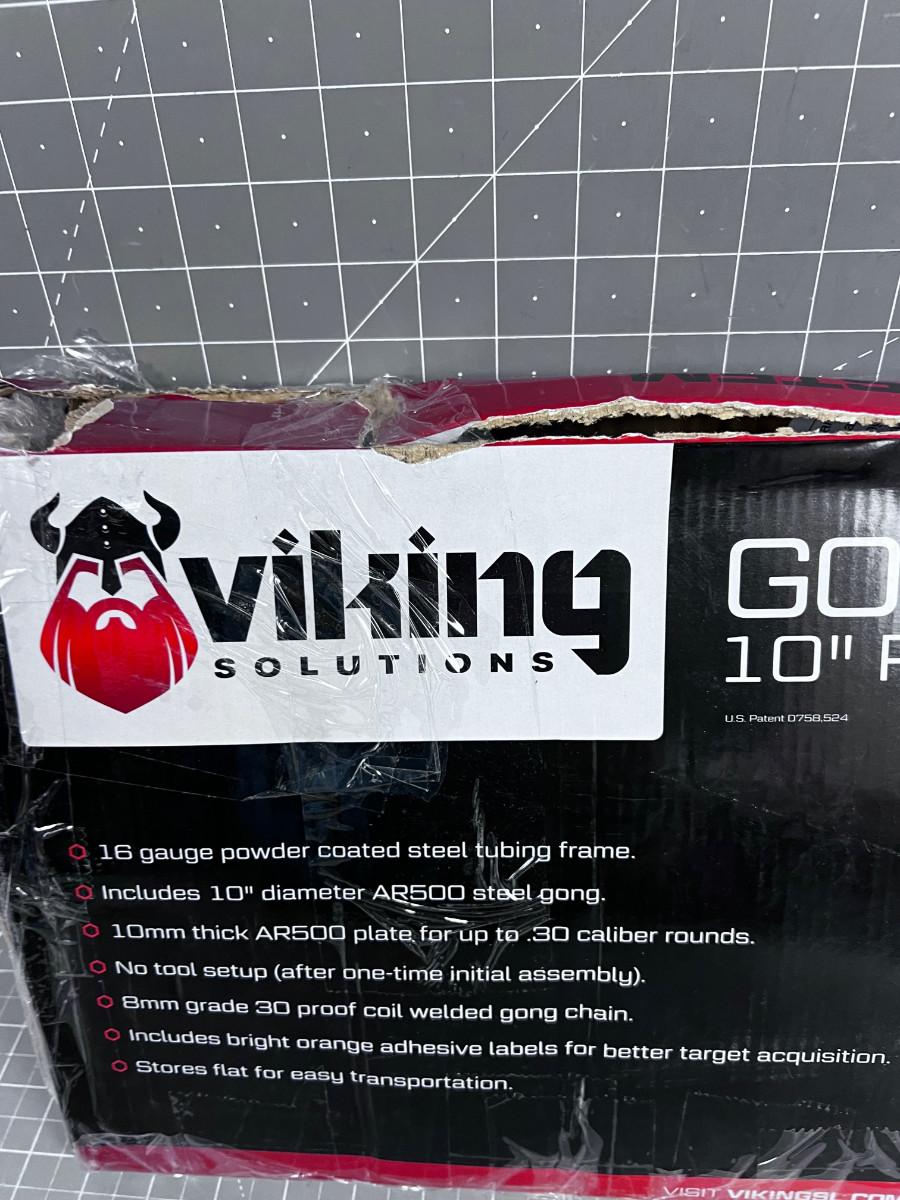 viking
SOLUTIONS
GO
10"
U.S. Patent D758,524
16 gauge powder coated steel tubing frame.
Includes 10" diameter AR500 steel gong.
10mm thick AR500 plate for up to .30 caliber rounds.
No tool setup (after one-time initial assembly).
8mm grade 30 proof coil welded gong chain.
Includes bright orange adhesive labels for better target acquisition.
Stores flat for easy transportation.
VISIT